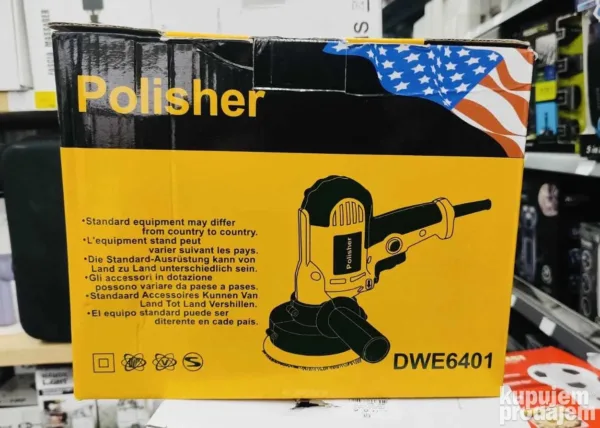 Polisher
•Standard equipment may differ
from country to country.
•L'equipment stand peut
varier suivant les pays.
•Die Standard-Ausrüstung kann von
Land zu Land unterschiedlich sein.
•Gli accessori in dotazione
possono variare da paese a pases.
•Standaard Accessoires Kunnen Van
Land Tot Land Vershillen.
•El equipo standard puede ser
diterente en cade pais.
Polisher
DWE6401
kupujem
prodajem